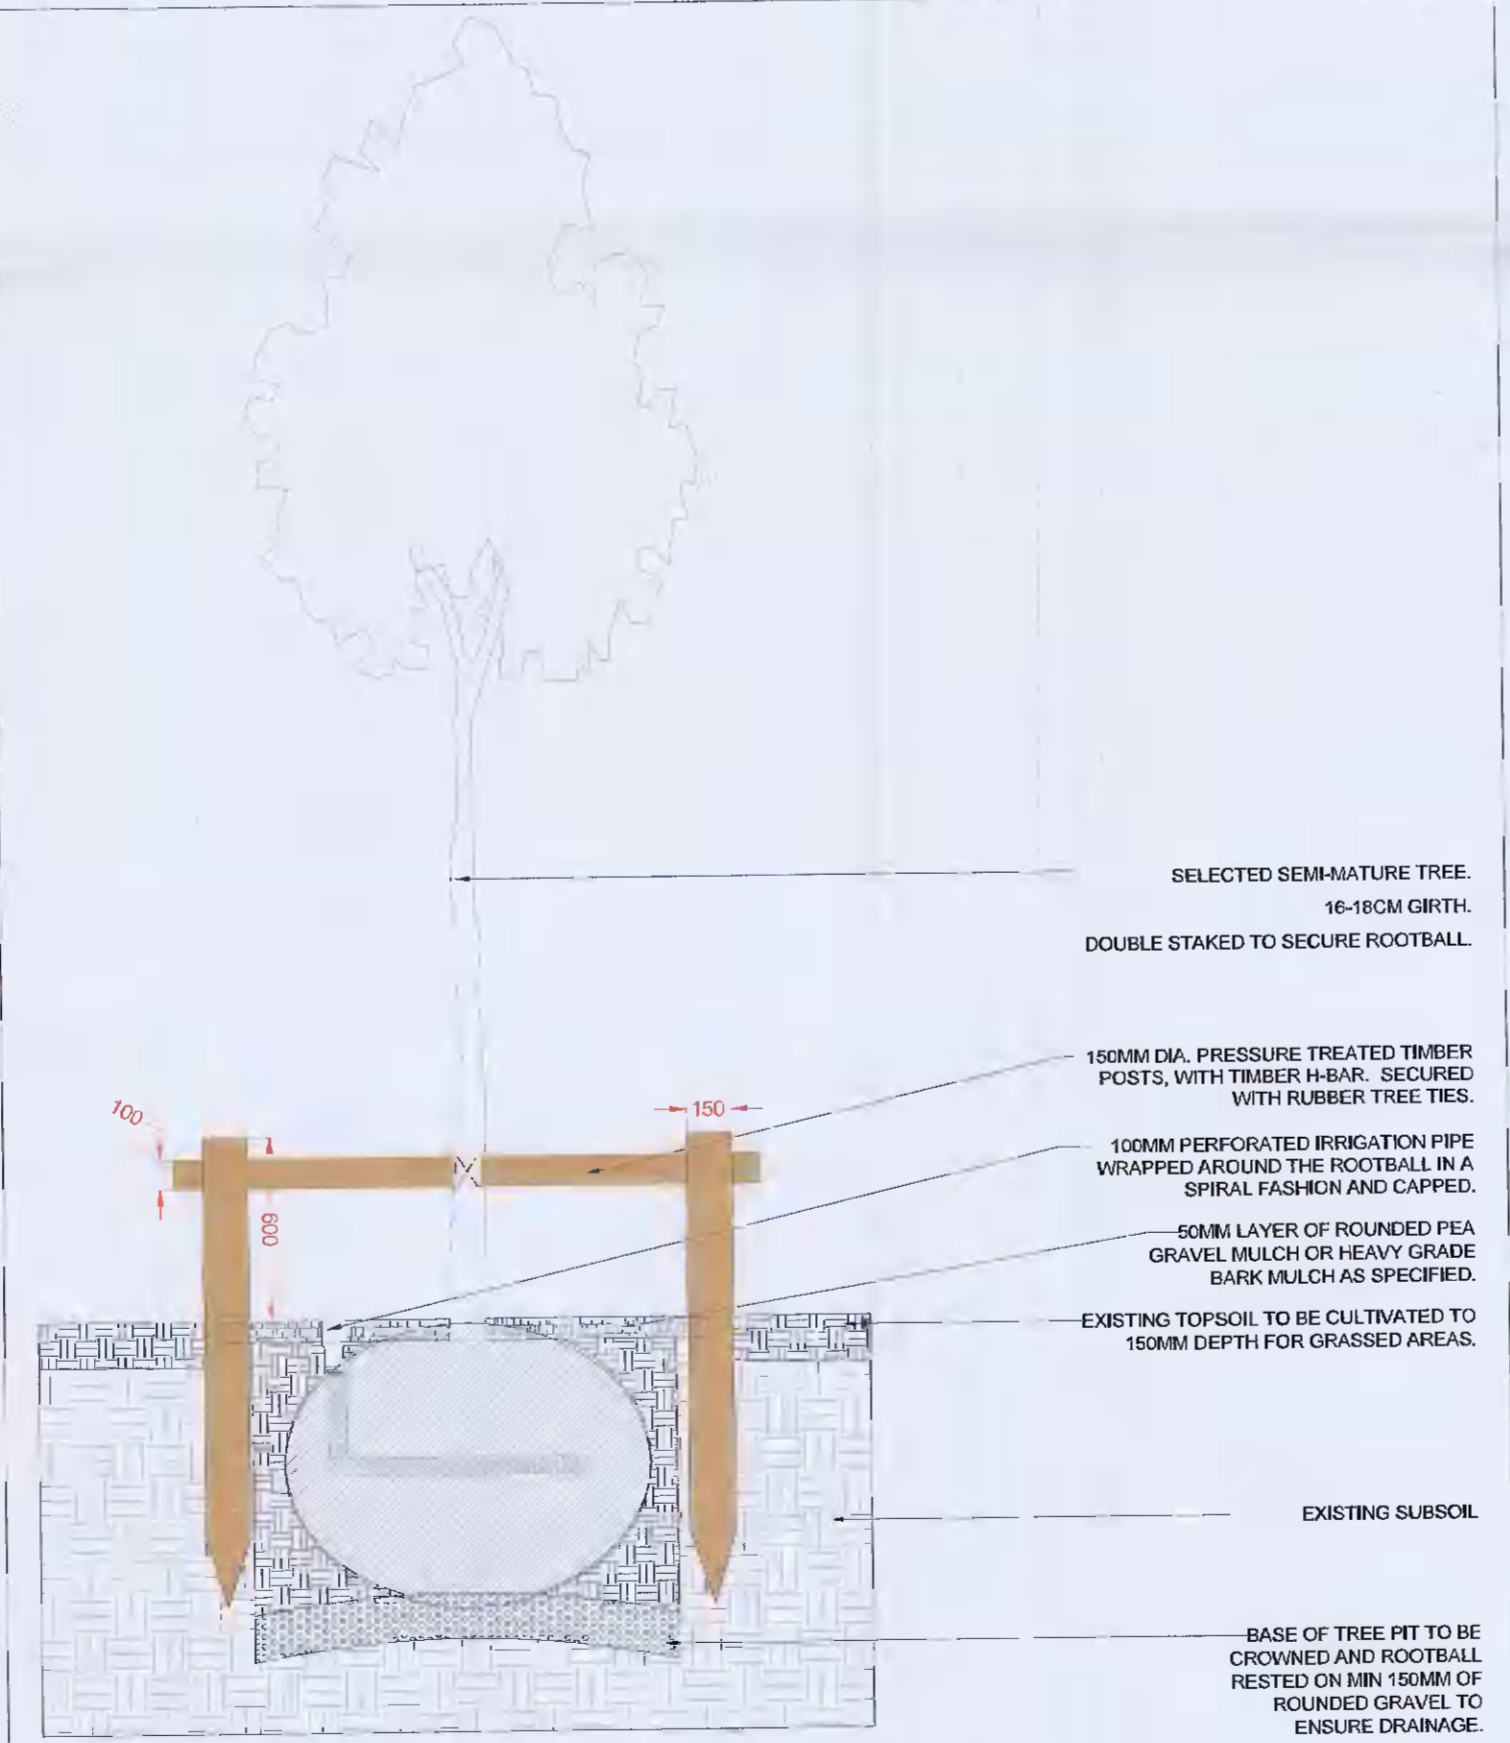 SELECTED SEMI-MATURE TREE.
16-18CM GIRTH.
DOUBLE STAKED TO SECURE ROOTBALL.
150MM DIA. PRESSURE TREATED TIMBER
POSTS, WITH TIMBER H-BAR. SECURED
WITH RUBBER TREE TIES.
100
150
100MM PERFORATED IRRIGATION PIPE
WRAPPED AROUND THE ROOTBALL IN A
SPIRAL FASHION AND CAPPED.
600
50MM LAYER OF ROUNDED PEA
GRAVEL MULCH OR HEAVY GRADE
BARK MULCH AS SPECIFIED.
EXISTING TOPSOIL TO BE CULTIVATED TO
150MM DEPTH FOR GRASSED AREAS.
EXISTING SUBSOIL
BASE OF TREE PIT TO BE
CROWNED AND ROOTBALL
RESTED ON MIN 150MM OF
ROUNDED GRAVEL TO
ENSURE DRAINAGE.